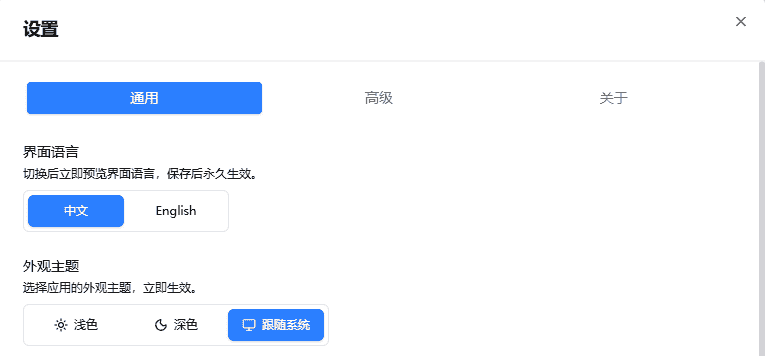 设置
通用 高级 关于
界面语言
切换后立即预览界面语言，保存后永久生效。
中文 English
外观主题
选择应用的外观主题，立即生效。
浅色 深色 跟随系统